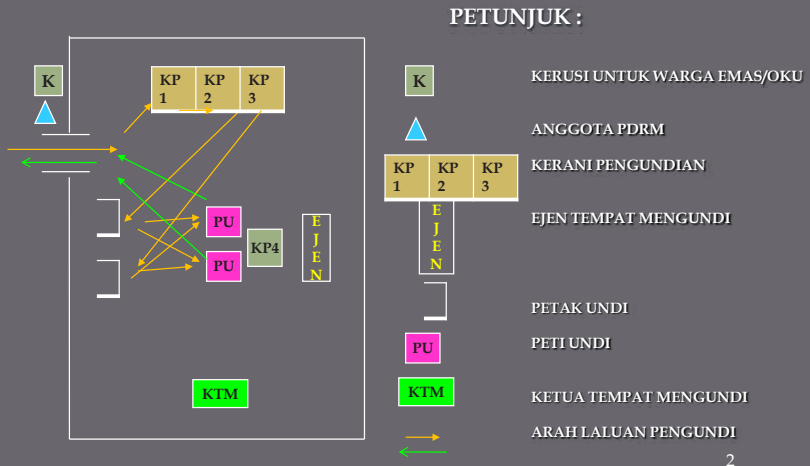 PETUNJUK :
K
KP 1
KP 2
KP 3
PU
PU
KP4
E
J
E
N
KTM
K
KERUSI UNTUK WARGA EMAS/OKU
ANGGOTA PDRM
KP 1
KP 2
KP 3
KERANI PENGUNDIAN
E
J
E
N
EJEN TEMPAT MENGUNDI
PETAK UNDI
PU
PETI UNDI
KTM
KETUA TEMPAT MENGUNDI
ARAH LALUAN PENGUNDI
2